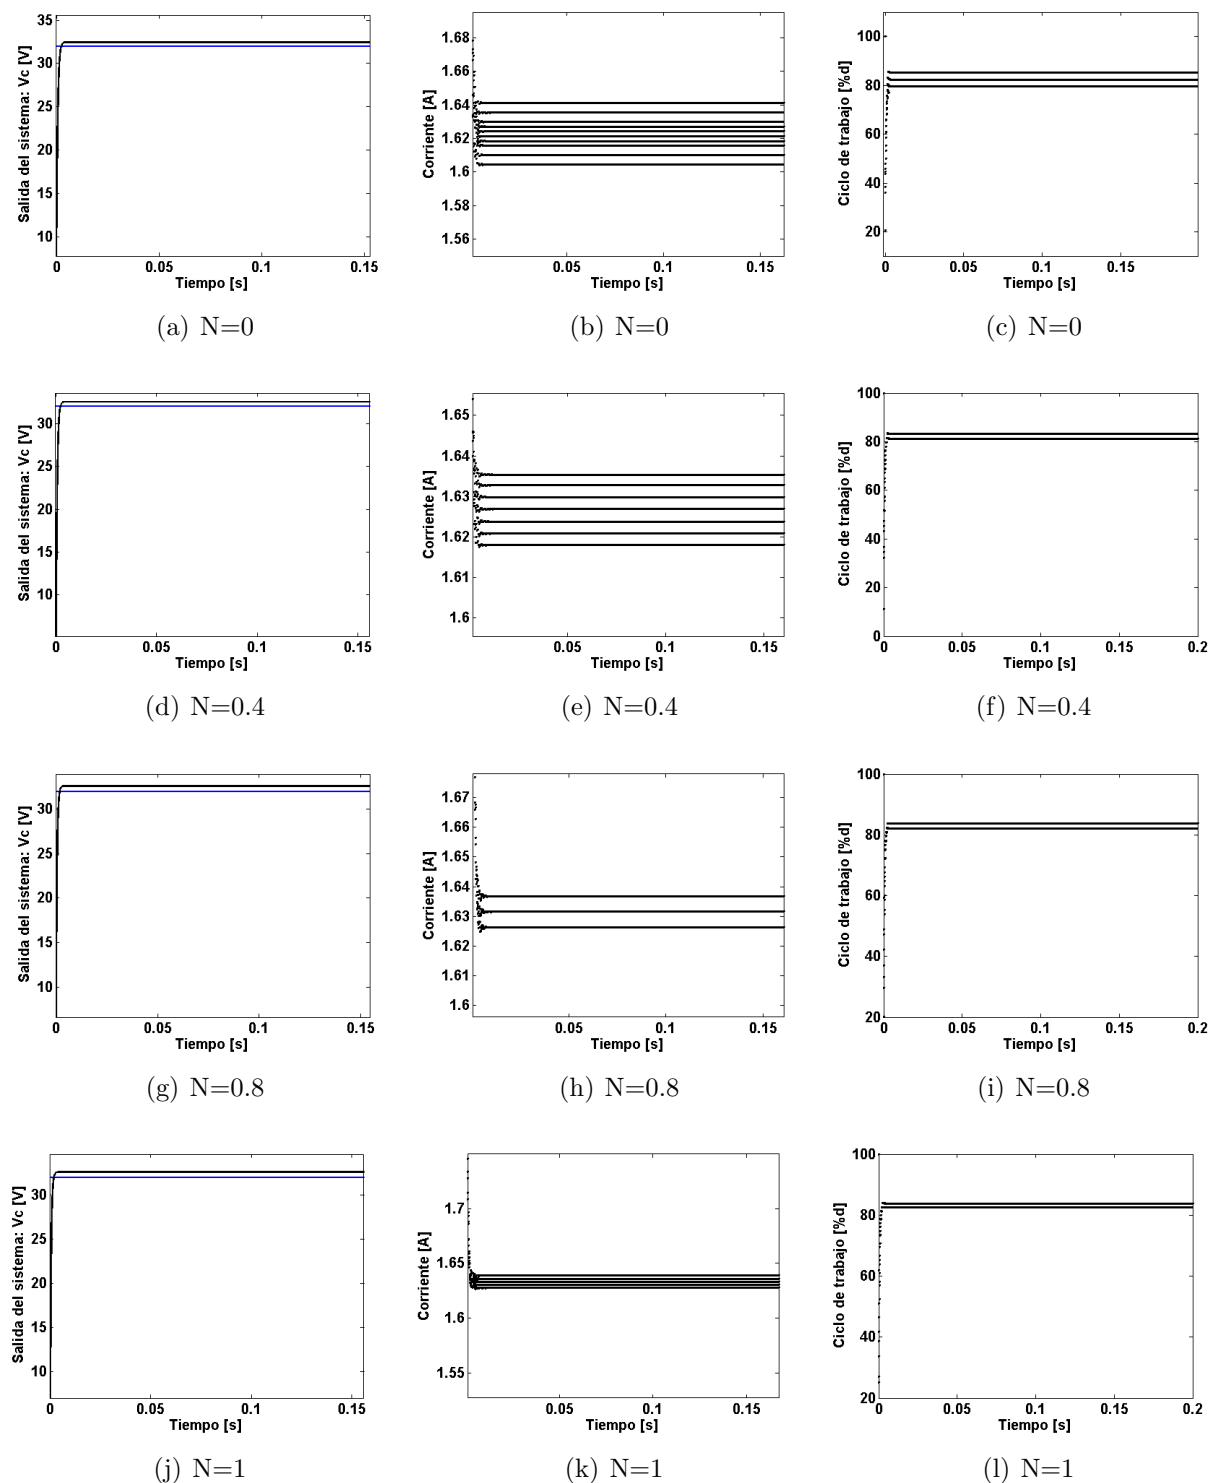 Salida del sistema: Vc [V]
35
30
25
20
15
10
0 0.05 0.1 0.15
Tiempo [s]
(a) N=0
Corriente [A]
1.68
1.66
1.64
1.62
1.6
1.58
1.56
0.05 0.1 0.15
Tiempo [s]
(b) N=0
Ciclo de trabajo [%d]
100
80
60
40
20
0 0.05 0.1 0.15
Tiempo [s]
(c) N=0
Salida del sistema: Vc [V]
30
25
20
15
10
0 0.05 0.1 0.15
Tiempo [s]
(d) N=0.4
Corriente [A]
1.65
1.64
1.63
1.62
1.61
1.6
0.05 0.1 0.15
Tiempo [s]
(e) N=0.4
Ciclo de trabajo [%d]
100
80
60
40
20
0
0 0.05 0.1 0.15 0.2
Tiempo [s]
(f) N=0.4
Salida del sistema: Vc [V]
30
25
20
15
10
0 0.05 0.1 0.15
Tiempo [s]
(g) N=0.8
Corriente [A]
1.67
1.66
1.65
1.64
1.63
1.62
1.61
1.6
0.05 0.1 0.15
Tiempo [s]
(h) N=0.8
Ciclo de trabajo [%d]
100
80
60
40
20
0 0.05 0.1 0.15 0.2
Tiempo [s]
(i) N=0.8
Salida del sistema: Vc [V]
30
25
20
15
10
0 0.05 0.1 0.15
Tiempo [s]
(j) N=1
Corriente [A]
1.7
1.65
1.6
1.55
0.05 0.1 0.15
Tiempo [s]
(k) N=1
Ciclo de trabajo [%d]
100
80
60
40
20
0 0.05 0.1 0.15 0.2
Tiempo [s]
(l) N=1